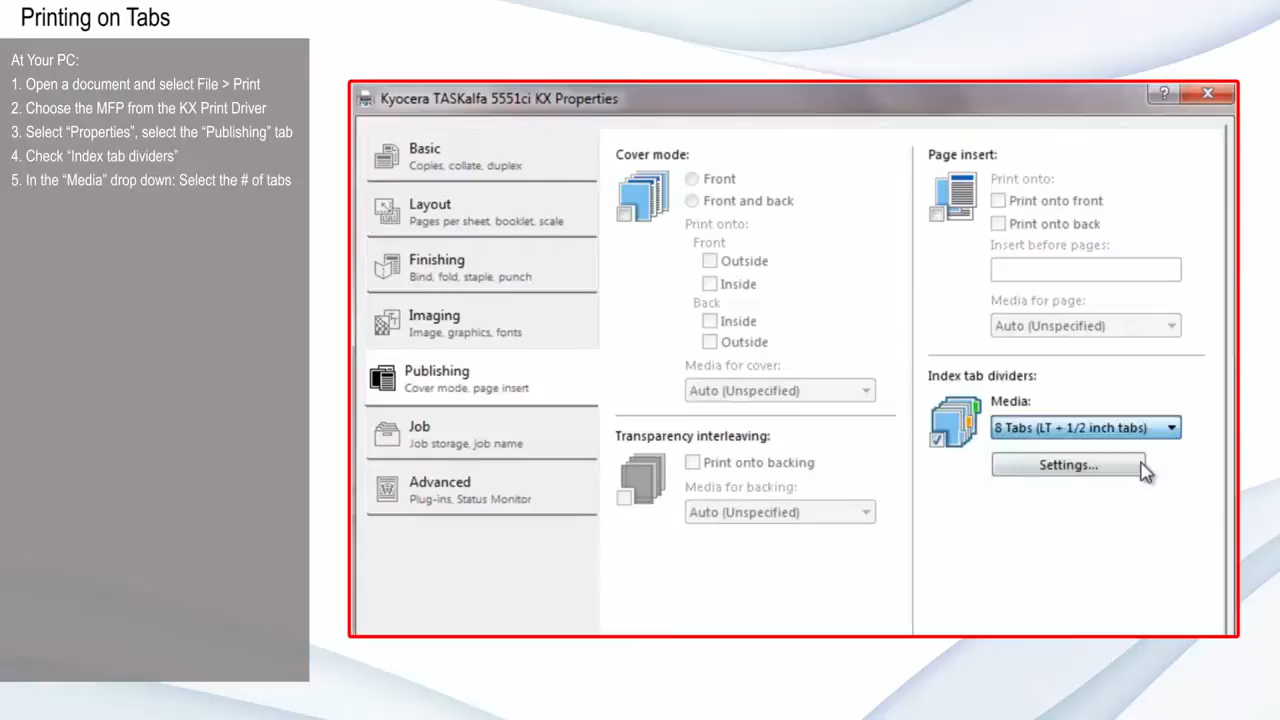 Printing on Tabs
At Your PC:
1. Open a document and select File > Print
2. Choose the MFP from the KX Print Driver
3. Select “Properties”, select the “Publishing” tab
4. Check “Index tab dividers”
5. In the “Media” drop down: Select the # of tabs
Kyocera TASKalfa 5551ci KX Properties
?
Basic
Copies, collate, duplex
Layout
Pages per sheet, booklet, scale
Finishing
Bind, fold, staple, punch
Imaging
Image, graphics, fonts
Publishing
Cover mode, page insert
Job
Job storage, job name
Advanced
Plug-ins, Status Monitor
Cover mode:
Front
Front and back
Print onto:
Front
Outside
Inside
Back
Inside
Outside
Media for cover:
Auto (Unspecified)
Transparency interleaving:
Print onto backing
Media for backing:
Auto (Unspecified)
Page insert:
Print onto:
Print onto front
Print onto back
Insert before pages:
Media for page:
Auto (Unspecified)
Index tab dividers:
Media:
8 Tabs (LT + 1/2 inch tabs)
Settings...